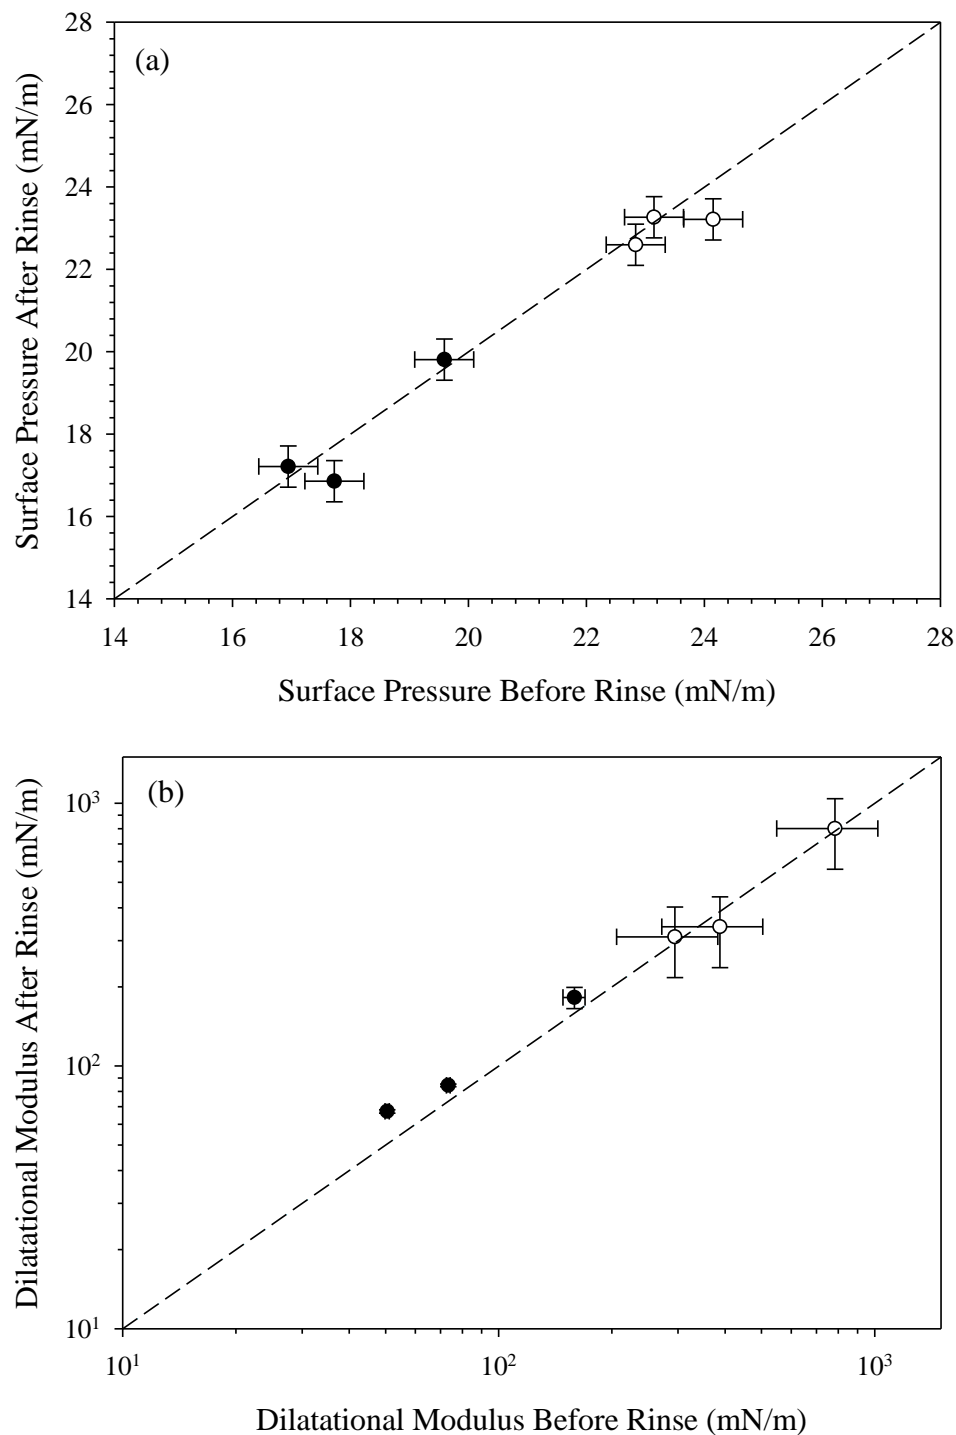 (a)
Surface Pressure After Rinse (mN/m)
28
26
24
22
20
18
16
14
14 16 18 20 22 24 26 28
Surface Pressure Before Rinse (mN/m)
(b)
Dilatational Modulus After Rinse (mN/m)
10³
10²
10¹
10¹ 10² 10³
Dilatational Modulus Before Rinse (mN/m)